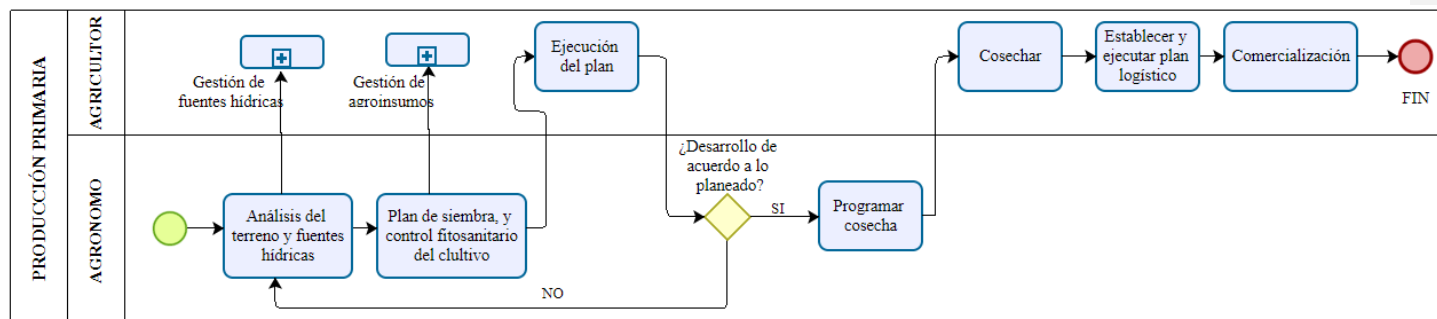 PRODUCCIÓN PRIMARIA
AGRICULTOR
Gestión de
fuentes hídricas
Gestión de
agroinsumos
Ejecución
del plan
Cosechar
Establecer y
ejecutar plan
logístico
Comercialización
FIN
AGRONOMO
Análisis del
terreno y fuentes
hídricas
Plan de siembra, y
control fitosanitario
del clultivo
¿Desarrollo de
acuerdo a lo
planeado?
SI
Programar
cosecha
NO